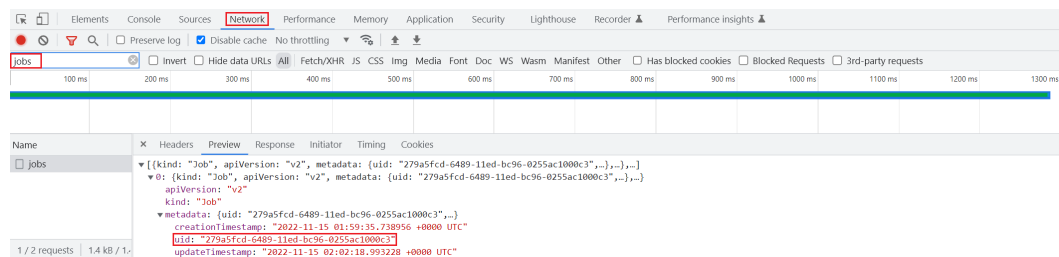 Elements Console Sources Network Performance Memory Application Security Lighthouse Recorder Performance insights
Preserve log Disable cache No throttling
jobs Invert Hide data URLs All Fetch/XHR JS CSS Img Media Font Doc WS Wasm Manifest Other Has blocked cookies Blocked Requests 3rd-party requests
100 ms 200 ms 300 ms 400 ms 500 ms 600 ms 700 ms 800 ms 900 ms 1000 ms 1100 ms 1200 ms 1300 ms
Name × Headers Preview Response Initiator Timing Cookies
jobs ▼[{kind: "Job", apiVersion: "v2", metadata: {uid: "279a5fcd-6489-11ed-bc96-0255ac1000c3",…},…},…]
▼0: {kind: "Job", apiVersion: "v2", metadata: {uid: "279a5fcd-6489-11ed-bc96-0255ac1000c3",…},…}
apiVersion: "v2"
kind: "Job"
▼metadata: {uid: "279a5fcd-6489-11ed-bc96-0255ac1000c3",…}
creationTimestamp: "2022-11-15 01:59:35.738956 +0000 UTC"
uid: "279a5fcd-6489-11ed-bc96-0255ac1000c3"
1 / 2 requests 1.4 kB / 1. updateTimestamp: "2022-11-15 02:02:18.993228 +0000 UTC"